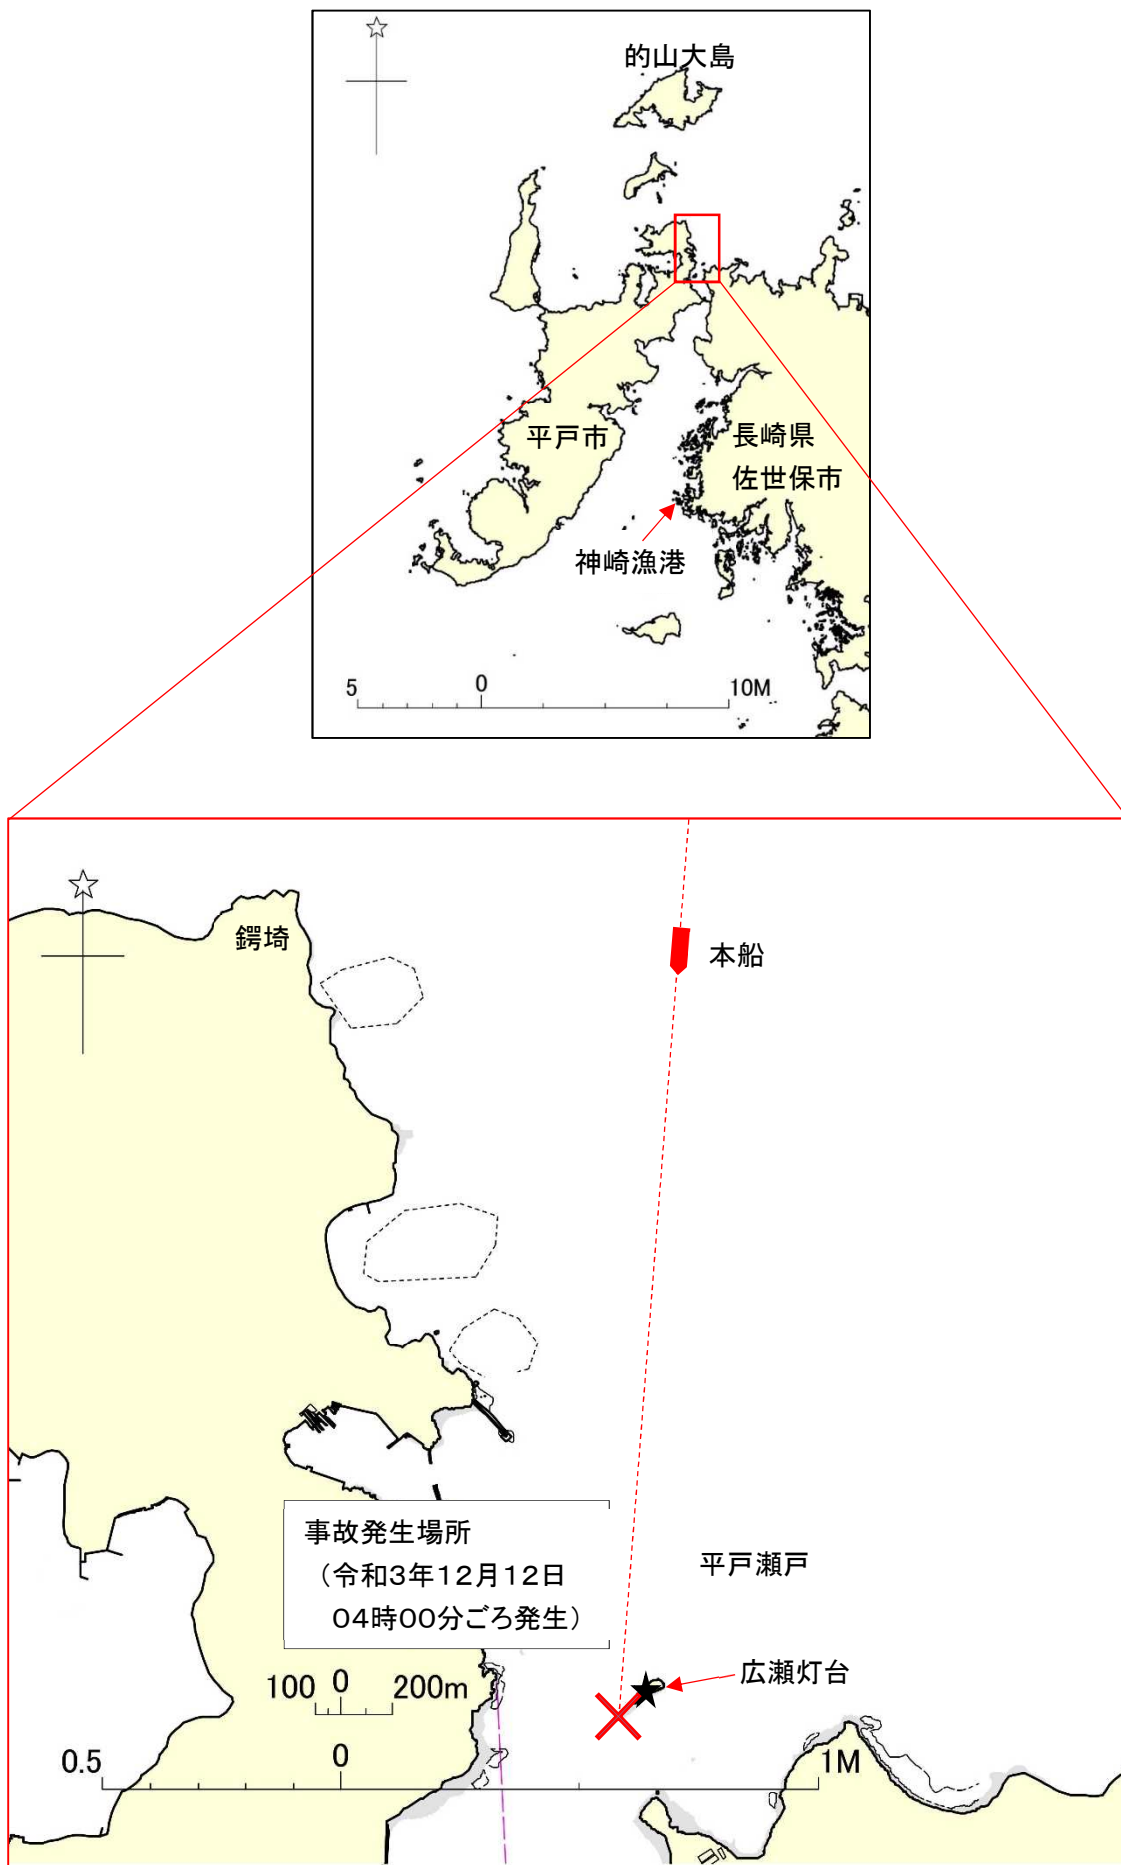 的山大島
平戸市
長崎県
佐世保市
神崎漁港
5 0 10M
鍔埼
本船
事故発生場所
（令和3年12月12日
04時00分ごろ発生）
平戸瀬戸
広瀬灯台
100 0 200m
0.5 0 1M